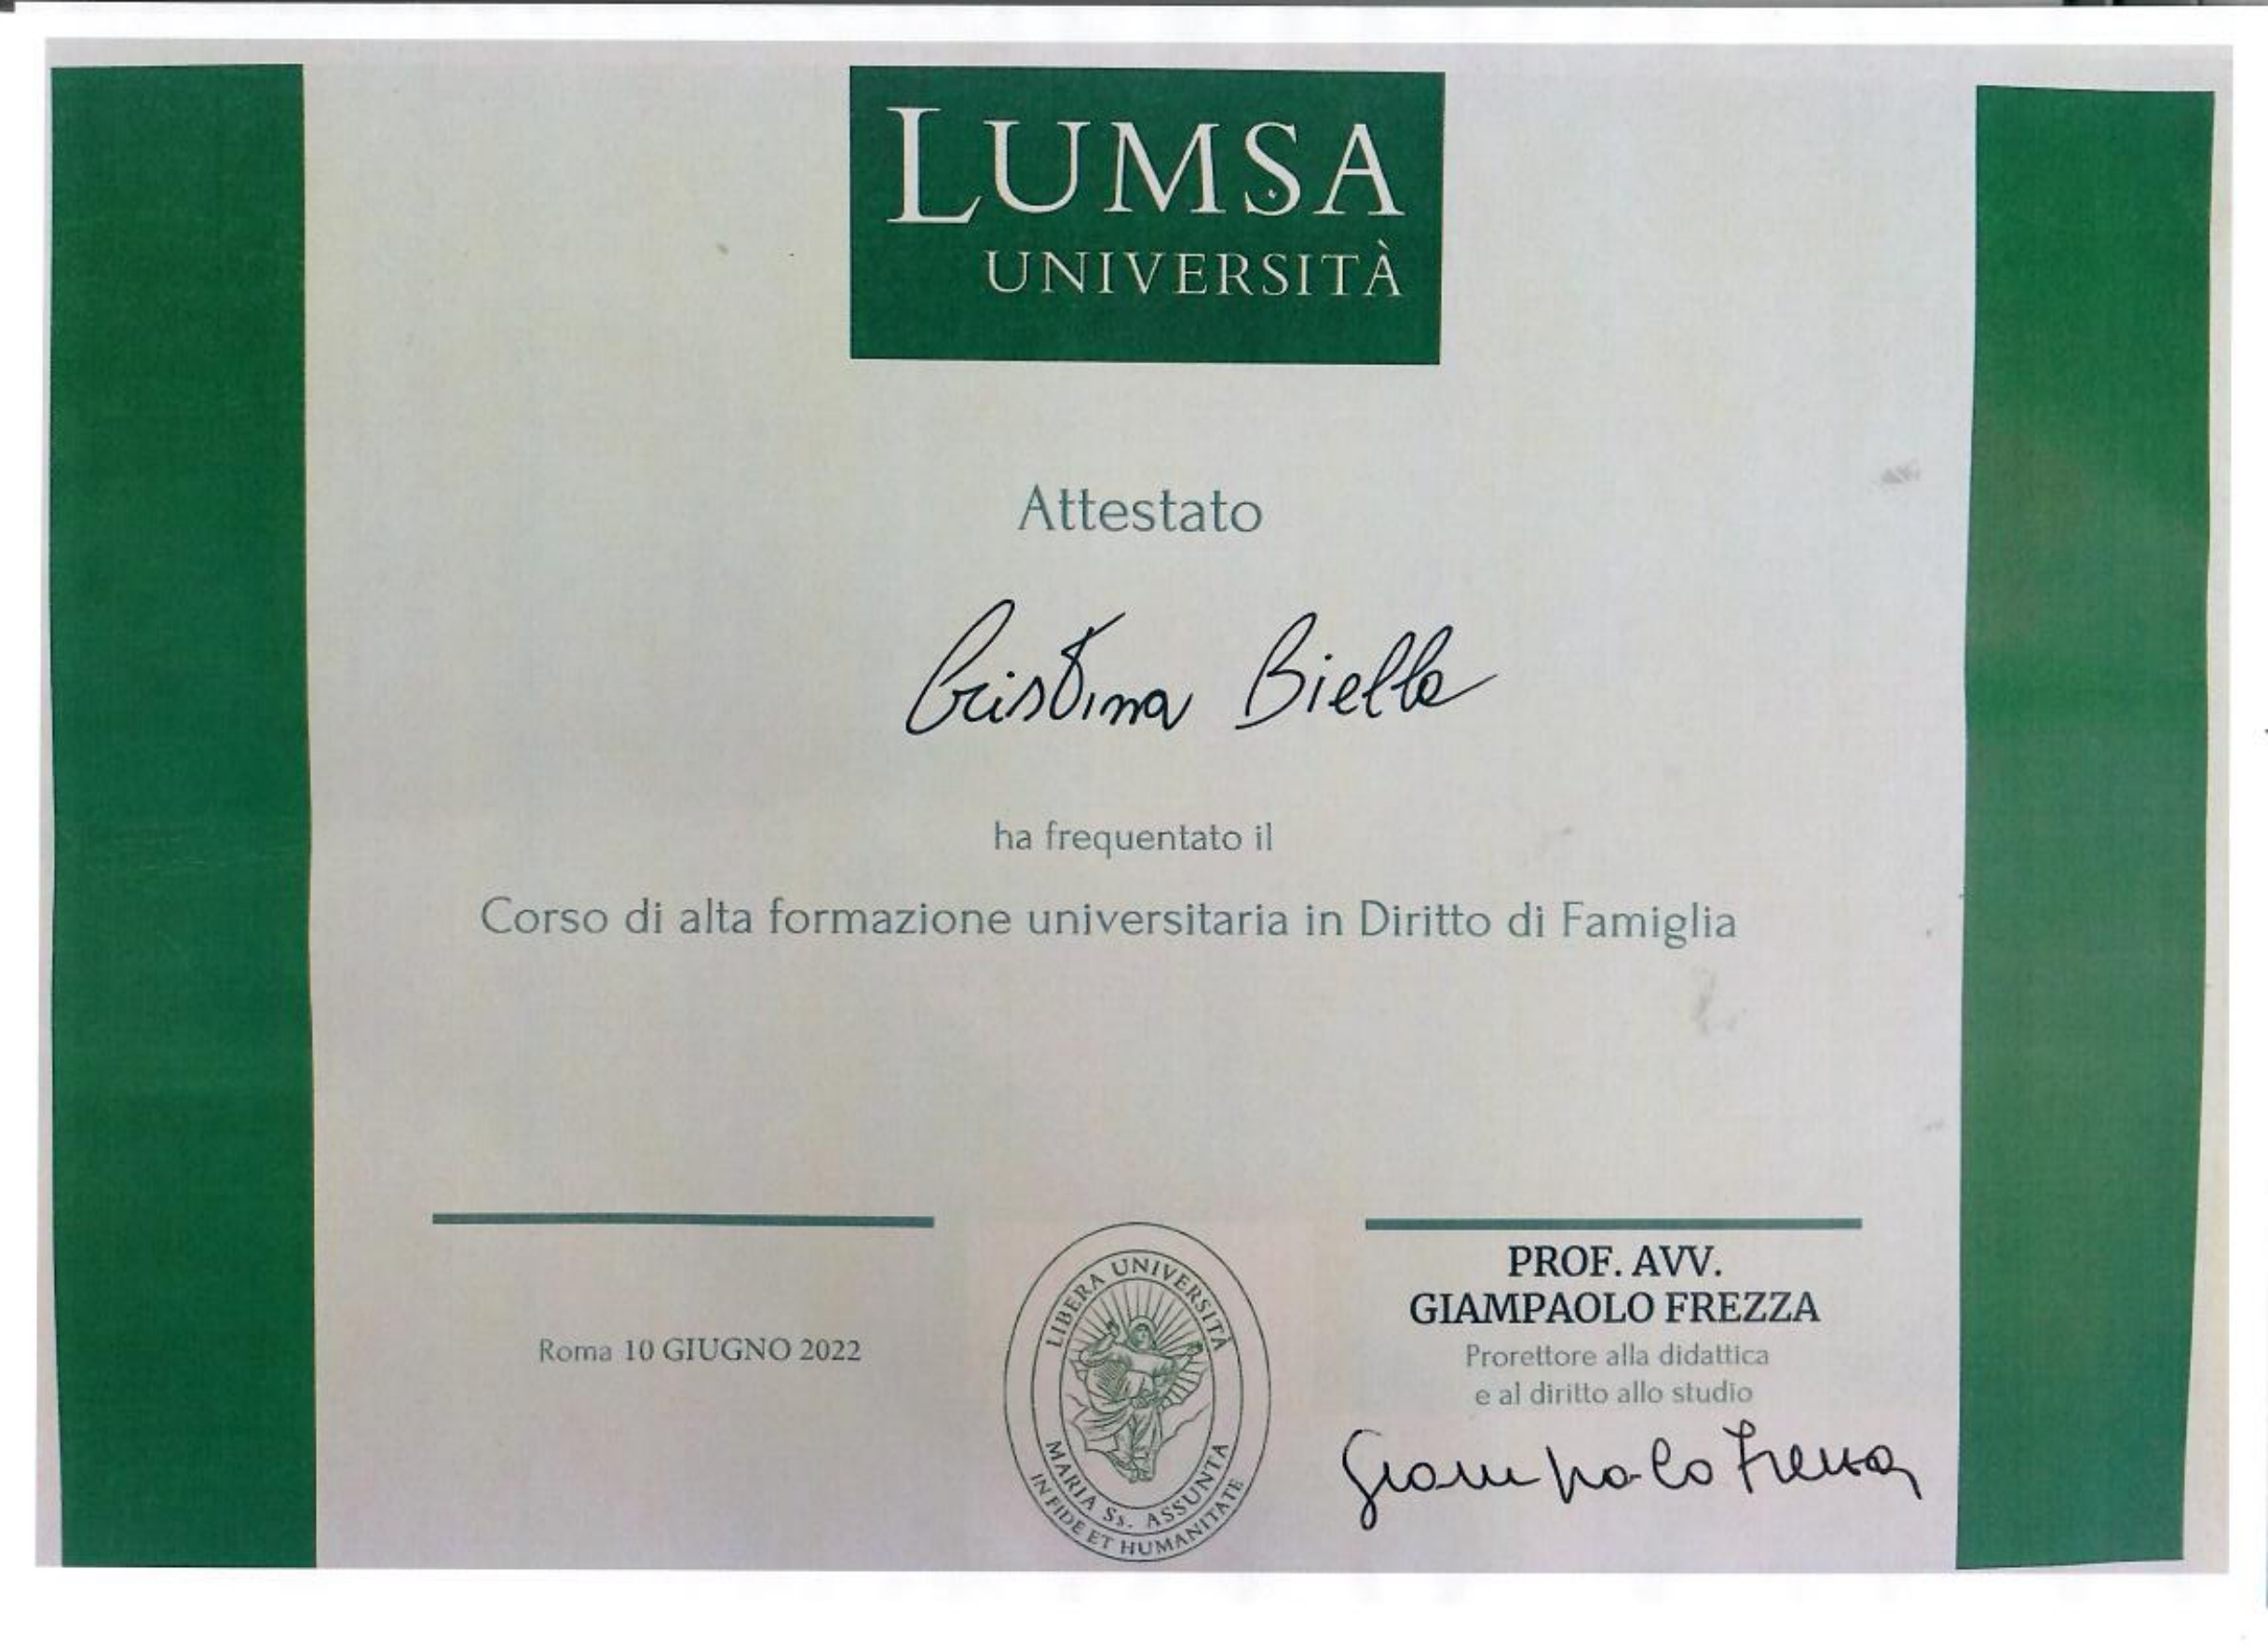 LUMSA
UNIVERSITÀ
Attestato
Cristina Biella
ha frequentato il
Corso di alta formazione universitaria in Diritto di Famiglia
Roma 10 GIUGNO 2022
LIBERA UNIVERSITÀ
MARIA Ss. ASSUNTA
IN FIDE ET HUMANITATE
PROF. AVV.
GIAMPAOLO FREZZA
Prorettore alla didattica
e al diritto allo studio
Giampaolo Frezza